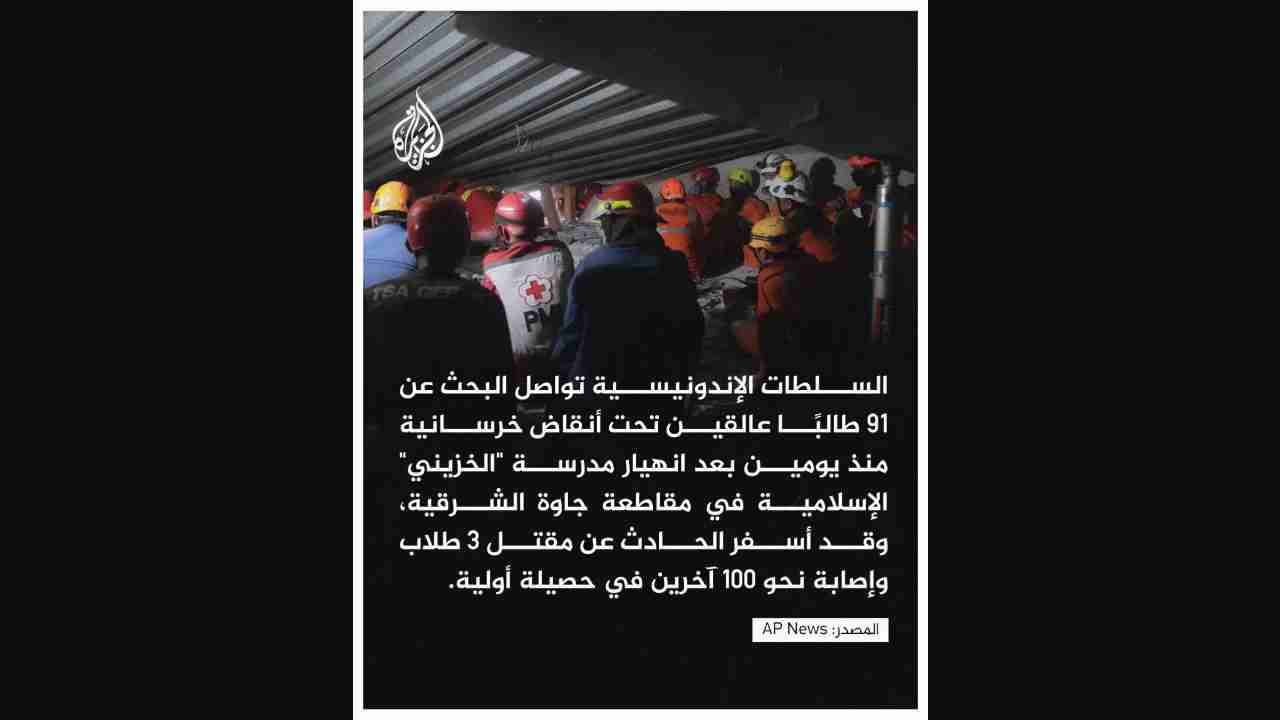 الجزيرة
TSA GEF
PM
السلطات الإندونيسية تواصل البحث عن
91 طالبًا عالقين تحت أنقاض خرسانية
منذ يومين بعد انهيار مدرسة "الخزيني"
الإسلامية في مقاطعة جاوة الشرقية،
وقد أسفر الحادث عن مقتل 3 طلاب
وإصابة نحو 100 آخرين في حصيلة أولية.
المصدر: AP News